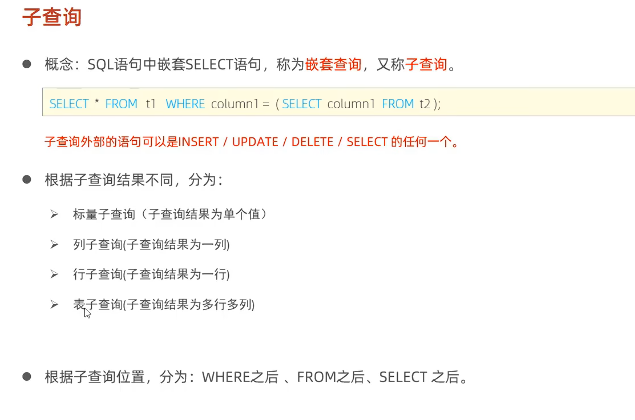 子查询
● 概念：SQL语句中嵌套SELECT语句，称为嵌套查询，又称子查询。
SELECT * FROM t1 WHERE column1 = ( SELECT column1 FROM t2 );
子查询外部的语句可以是INSERT / UPDATE / DELETE / SELECT 的任何一个。
● 根据子查询结果不同，分为：
➢ 标量子查询（子查询结果为单个值）
➢ 列子查询(子查询结果为一列)
➢ 行子查询(子查询结果为一行)
➢ 表子查询(子查询结果为多行多列)
● 根据子查询位置，分为：WHERE之后 、FROM之后、SELECT 之后。